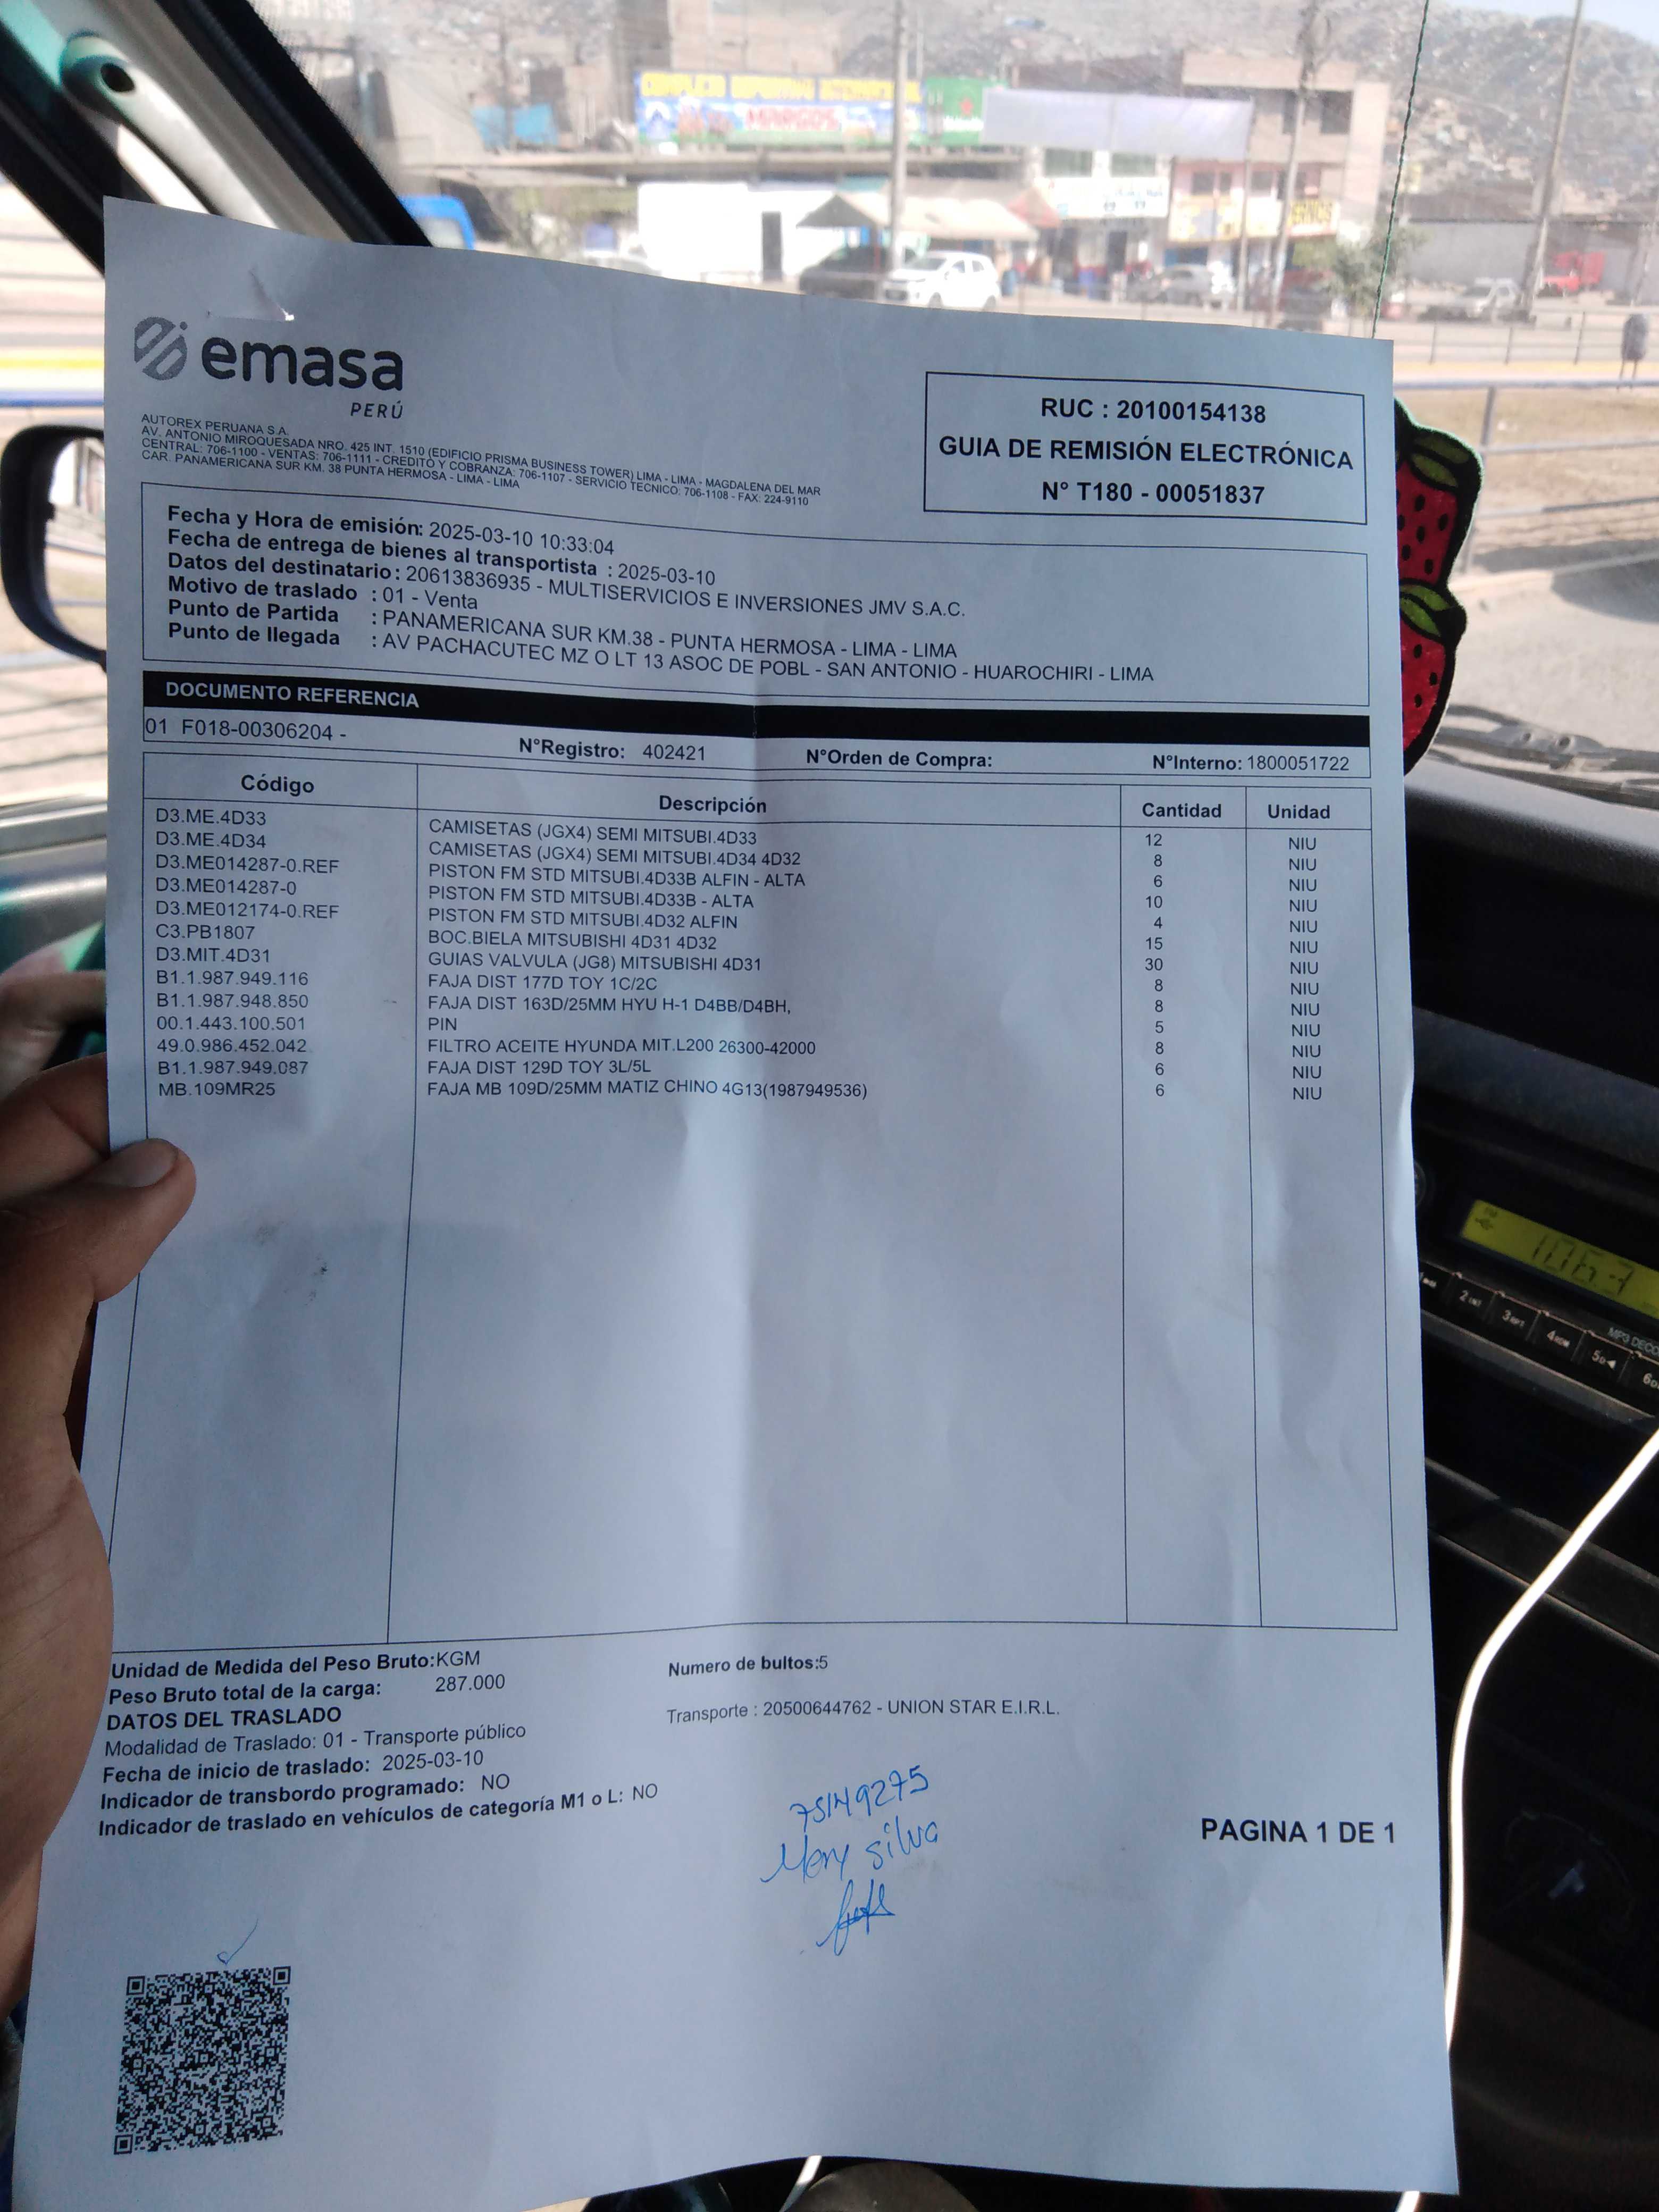 COMPLEJO DEPORTIVO INTERNACIONAL
MARGOS
emasa
PERÚ
AUTOREX PERUANA S.A.
AV. ANTONIO MIROQUESADA NRO. 425 INT. 1510 (EDIFICIO PRISMA BUSINESS TOWER) LIMA - LIMA - MAGDALENA DEL MAR
CENTRAL: 706-1100 - VENTAS: 706-1111 - CREDITO Y COBRANZA: 706-1107 - SERVICIO TECNICO: 706-1108 - FAX: 224-9110
CAR. PANAMERICANA SUR KM. 38 PUNTA HERMOSA - LIMA - LIMA
RUC : 20100154138
GUIA DE REMISIÓN ELECTRÓNICA
N° T180 - 00051837
Fecha y Hora de emisión: 2025-03-10 10:33:04
Fecha de entrega de bienes al transportista : 2025-03-10
Datos del destinatario : 20613836935 - MULTISERVICIOS E INVERSIONES JMV S.A.C.
Motivo de traslado : 01 - Venta
Punto de Partida : PANAMERICANA SUR KM.38 - PUNTA HERMOSA - LIMA - LIMA
Punto de llegada : AV PACHACUTEC MZ O LT 13 ASOC DE POBL - SAN ANTONIO - HUAROCHIRI - LIMA
DOCUMENTO REFERENCIA
01 F018-00306204 -
N°Registro: 402421 N°Orden de Compra: N°Interno: 1800051722
Código Descripción Cantidad Unidad
D3.ME.4D33 CAMISETAS (JGX4) SEMI MITSUBI.4D33 12 NIU
D3.ME.4D34 CAMISETAS (JGX4) SEMI MITSUBI.4D34 4D32 8 NIU
D3.ME014287-0.REF PISTON FM STD MITSUBI.4D33B ALFIN - ALTA 6 NIU
D3.ME014287-0 PISTON FM STD MITSUBI.4D33B - ALTA 10 NIU
D3.ME012174-0.REF PISTON FM STD MITSUBI.4D32 ALFIN 4 NIU
C3.PB1807 BOC.BIELA MITSUBISHI 4D31 4D32 15 NIU
D3.MIT.4D31 GUIAS VALVULA (JG8) MITSUBISHI 4D31 30 NIU
B1.1.987.949.116 FAJA DIST 177D TOY 1C/2C 8 NIU
B1.1.987.948.850 FAJA DIST 163D/25MM HYU H-1 D4BB/D4BH, 8 NIU
00.1.443.100.501 PIN 5 NIU
49.0.986.452.042 FILTRO ACEITE HYUNDA MIT.L200 26300-42000 8 NIU
B1.1.987.949.087 FAJA DIST 129D TOY 3L/5L 6 NIU
MB.109MR25 FAJA MB 109D/25MM MATIZ CHINO 4G13(1987949536) 6 NIU
Unidad de Medida del Peso Bruto:KGM Numero de bultos:5
Peso Bruto total de la carga: 287.000
DATOS DEL TRASLADO Transporte : 20500644762 - UNION STAR E.I.R.L.
Modalidad de Traslado: 01 - Transporte público
Fecha de inicio de traslado: 2025-03-10
Indicador de transbordo programado: NO
Indicador de traslado en vehículos de categoría M1 o L: NO
75149275
Mery Silva
PAGINA 1 DE 1
106.7